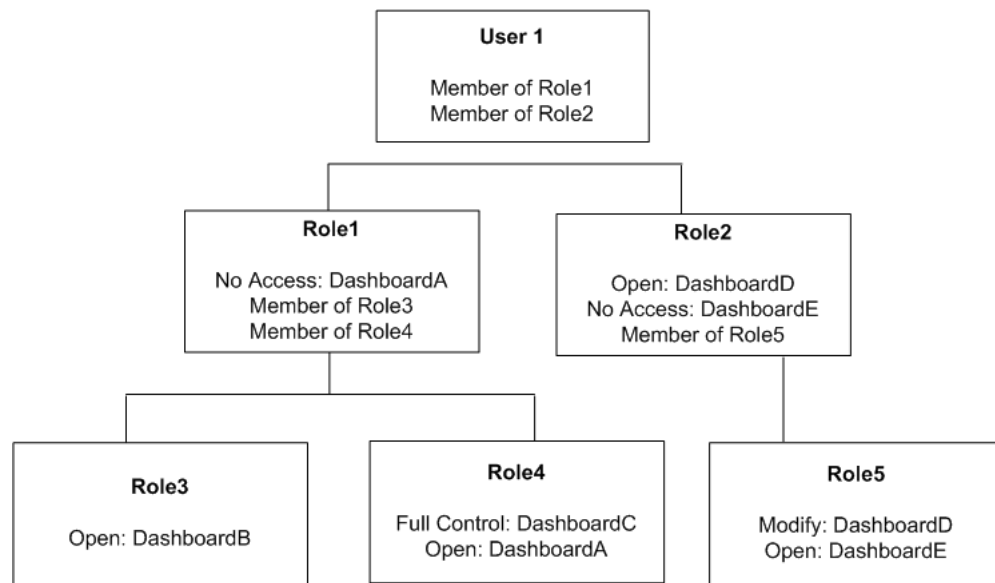 User 1
Member of Role1
Member of Role2
Role1
No Access: DashboardA
Member of Role3
Member of Role4
Role2
Open: DashboardD
No Access: DashboardE
Member of Role5
Role3
Open: DashboardB
Role4
Full Control: DashboardC
Open: DashboardA
Role5
Modify: DashboardD
Open: DashboardE